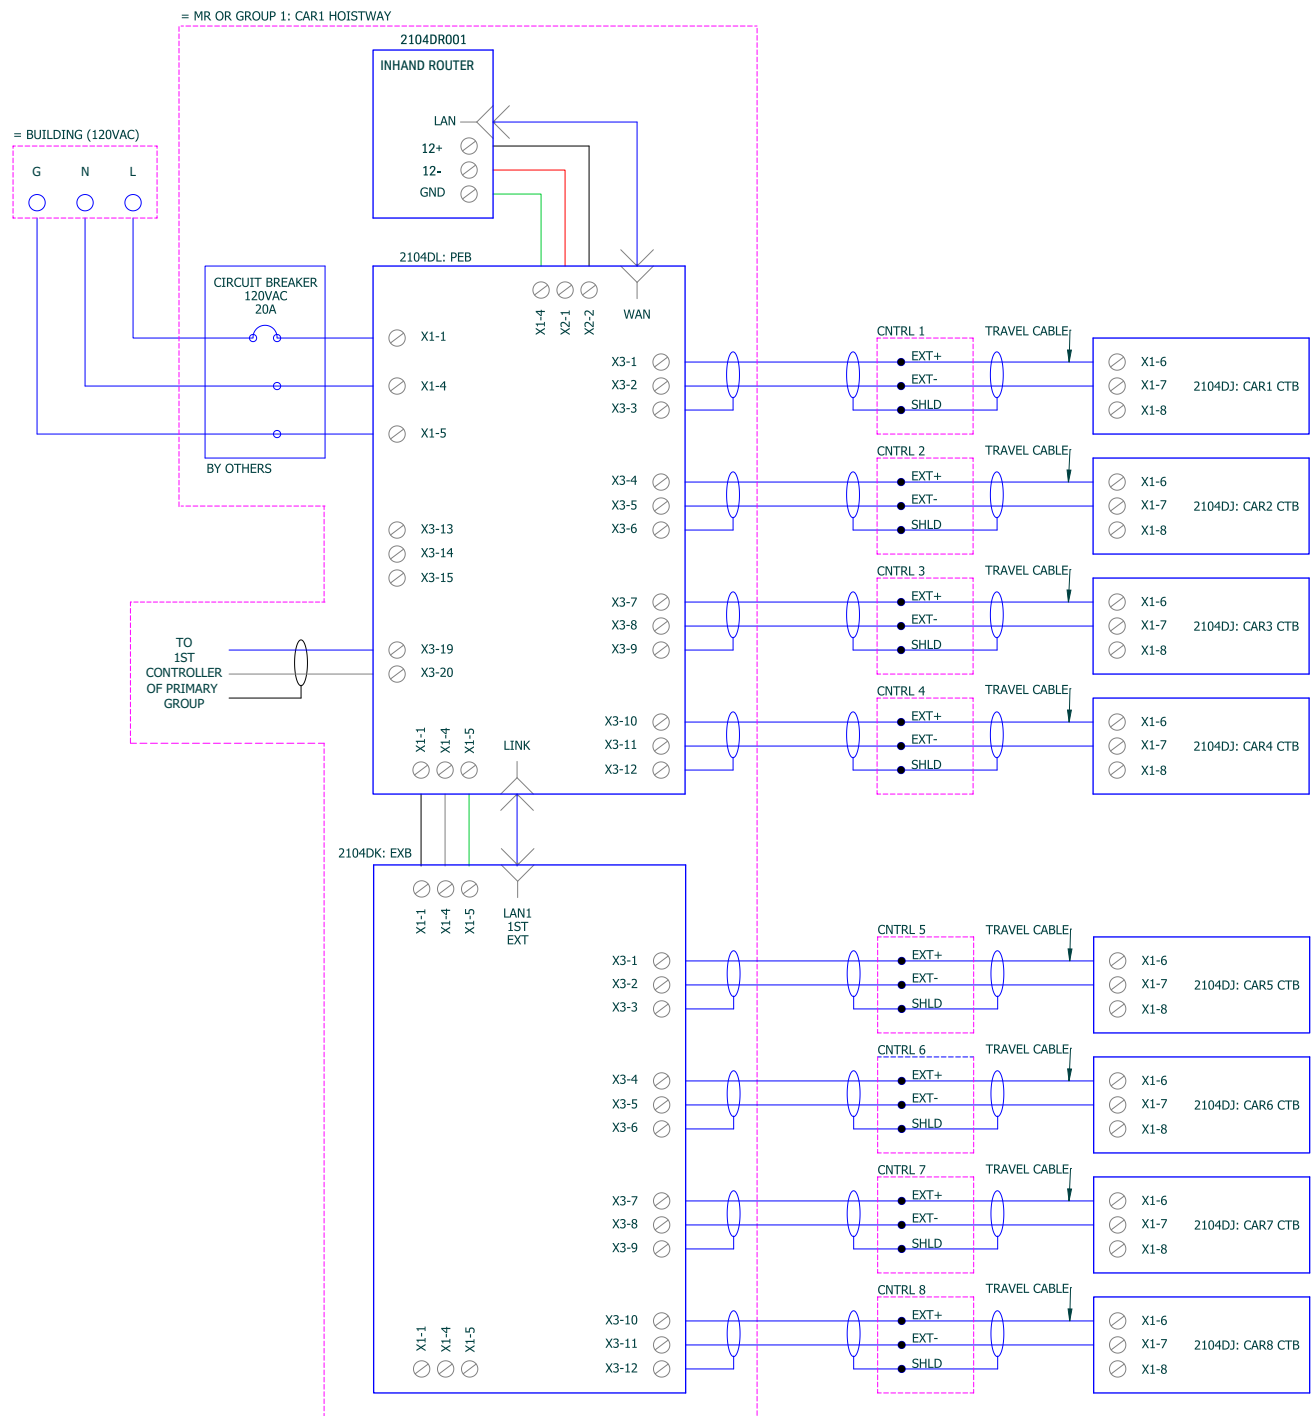 = MR OR GROUP 1: CAR1 HOISTWAY
2104DR001
INHAND ROUTER
LAN
12+
12-
GND
= BUILDING (120VAC)
G N L
CIRCUIT BREAKER
120VAC
20A
BY OTHERS
2104DL: PEB
X1-4
X2-1
X2-2
WAN
X1-1
X1-4
X1-5
X3-13
X3-14
X3-15
TO
1ST
CONTROLLER
OF PRIMARY
GROUP
X3-19
X3-20
X1-1
X1-4
X1-5
LINK
X3-1
X3-2
X3-3
X3-4
X3-5
X3-6
X3-7
X3-8
X3-9
X3-10
X3-11
X3-12
CNTRL 1
EXT+
EXT-
SHLD
TRAVEL CABLE
X1-6
X1-7
X1-8
2104DJ: CAR1 CTB
CNTRL 2
EXT+
EXT-
SHLD
TRAVEL CABLE
X1-6
X1-7
X1-8
2104DJ: CAR2 CTB
CNTRL 3
EXT+
EXT-
SHLD
TRAVEL CABLE
X1-6
X1-7
X1-8
2104DJ: CAR3 CTB
CNTRL 4
EXT+
EXT-
SHLD
TRAVEL CABLE
X1-6
X1-7
X1-8
2104DJ: CAR4 CTB
2104DK: EXB
X1-1
X1-4
X1-5
LAN1
1ST
EXT
X3-1
X3-2
X3-3
X3-4
X3-5
X3-6
X3-7
X3-8
X3-9
X3-10
X3-11
X3-12
X1-1
X1-4
X1-5
CNTRL 5
EXT+
EXT-
SHLD
TRAVEL CABLE
X1-6
X1-7
X1-8
2104DJ: CAR5 CTB
CNTRL 6
EXT+
EXT-
SHLD
TRAVEL CABLE
X1-6
X1-7
X1-8
2104DJ: CAR6 CTB
CNTRL 7
EXT+
EXT-
SHLD
TRAVEL CABLE
X1-6
X1-7
X1-8
2104DJ: CAR7 CTB
CNTRL 8
EXT+
EXT-
SHLD
TRAVEL CABLE
X1-6
X1-7
X1-8
2104DJ: CAR8 CTB